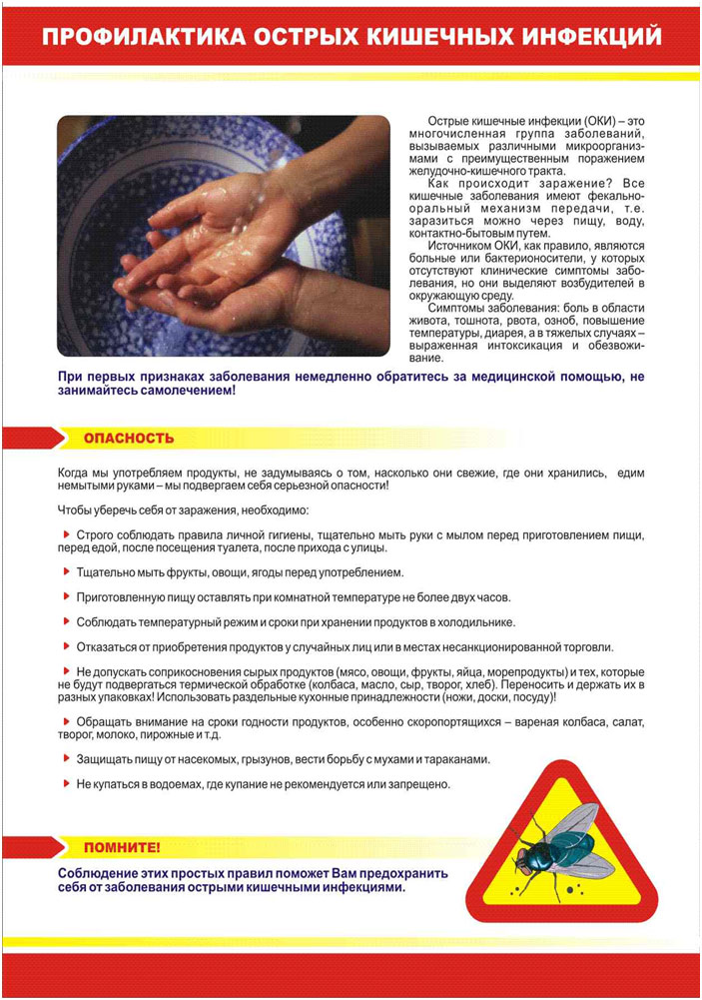 ПРОФИЛАКТИКА ОСТРЫХ КИШЕЧНЫХ ИНФЕКЦИЙ
Острые кишечные инфекции (ОКИ) – это
многочисленная группа заболеваний,
вызываемых различными микроорганиз-
мами с преимущественным поражением
желудочно-кишечного тракта.
Как происходит заражение? Все
кишечные заболевания имеют фекально-
оральный механизм передачи, т.е.
заразиться можно через пищу, воду,
контактно-бытовым путем.
Источником ОКИ, как правило, являются
больные или бактерионосители, у которых
отсутствуют клинические симптомы забо-
левания, но они выделяют возбудителей в
окружающую среду.
Симптомы заболевания: боль в области
живота, тошнота, рвота, озноб, повышение
температуры, диарея, а в тяжелых случаях –
выраженная интоксикация и обезвожи-
вание.
При первых признаках заболевания немедленно обратитесь за медицинской помощью, не
занимайтесь самолечением!
ОПАСНОСТЬ
Когда мы употребляем продукты, не задумываясь о том, насколько они свежие, где они хранились, едим
немытыми руками – мы подвергаем себя серьезной опасности!
Чтобы уберечь себя от заражения, необходимо:
Строго соблюдать правила личной гигиены, тщательно мыть руки с мылом перед приготовлением пищи,
перед едой, после посещения туалета, после прихода с улицы.
Тщательно мыть фрукты, овощи, ягоды перед употреблением.
Приготовленную пищу оставлять при комнатной температуре не более двух часов.
Соблюдать температурный режим и сроки при хранении продуктов в холодильнике.
Отказаться от приобретения продуктов у случайных лиц или в местах несанкционированной торговли.
Не допускать соприкосновения сырых продуктов (мясо, овощи, фрукты, яйца, морепродукты) и тех, которые
не будут подвергаться термической обработке (колбаса, масло, сыр, творог, хлеб). Переносить и держать их в
разных упаковках! Использовать раздельные кухонные принадлежности (ножи, доски, посуду)!
Обращать внимание на сроки годности продуктов, особенно скоропортящихся – вареная колбаса, салат,
творог, молоко, пирожные и т.д.
Защищать пищу от насекомых, грызунов, вести борьбу с мухами и тараканами.
Не купаться в водоемах, где купание не рекомендуется или запрещено.
ПОМНИТЕ!
Соблюдение этих простых правил поможет Вам предохранить
себя от заболевания острыми кишечными инфекциями.